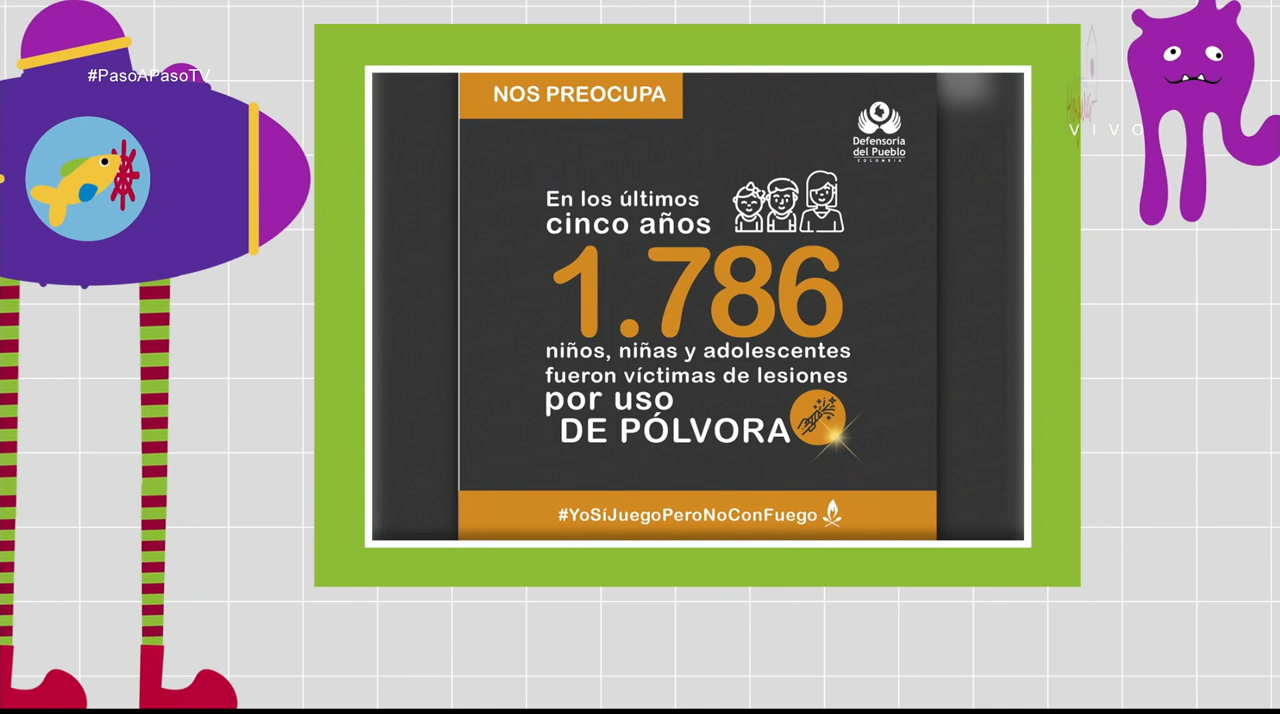 #PasoAPasoTV
VIVO
NOS PREOCUPA
Defensoría
del Pueblo
COLOMBIA
En los últimos
cinco años
1.786
niños, niñas y adolescentes
fueron víctimas de lesiones
por uso
DE PÓLVORA
#YoSíJuegoPeroNoConFuego